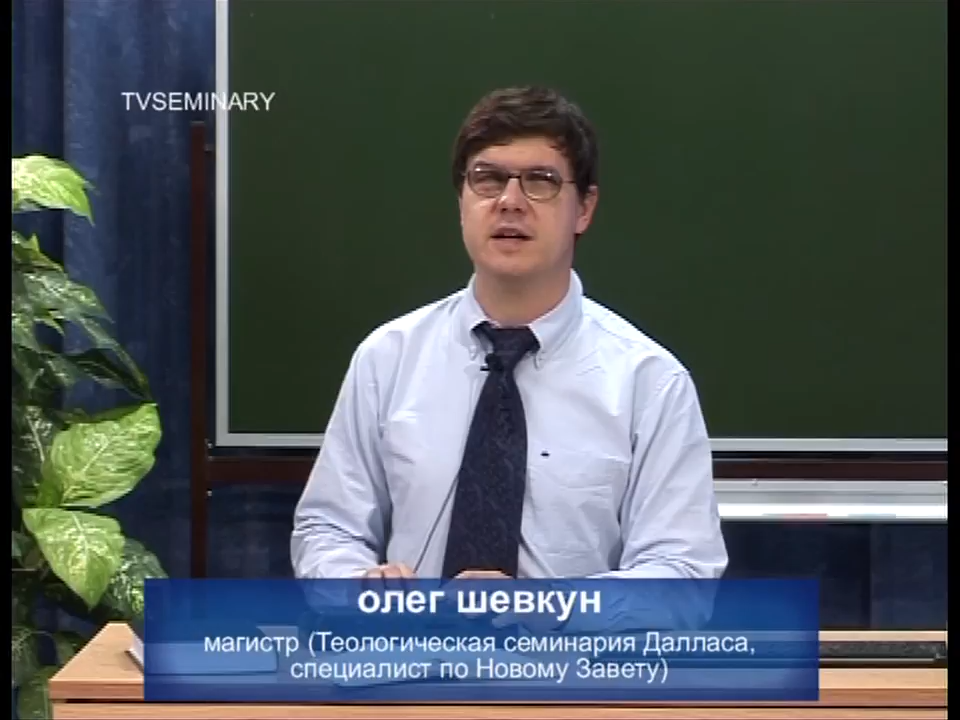 TVSEMINARY
олег шевкун
магистр (Теологическая семинария Далласа,
специалист по Новому Завету)